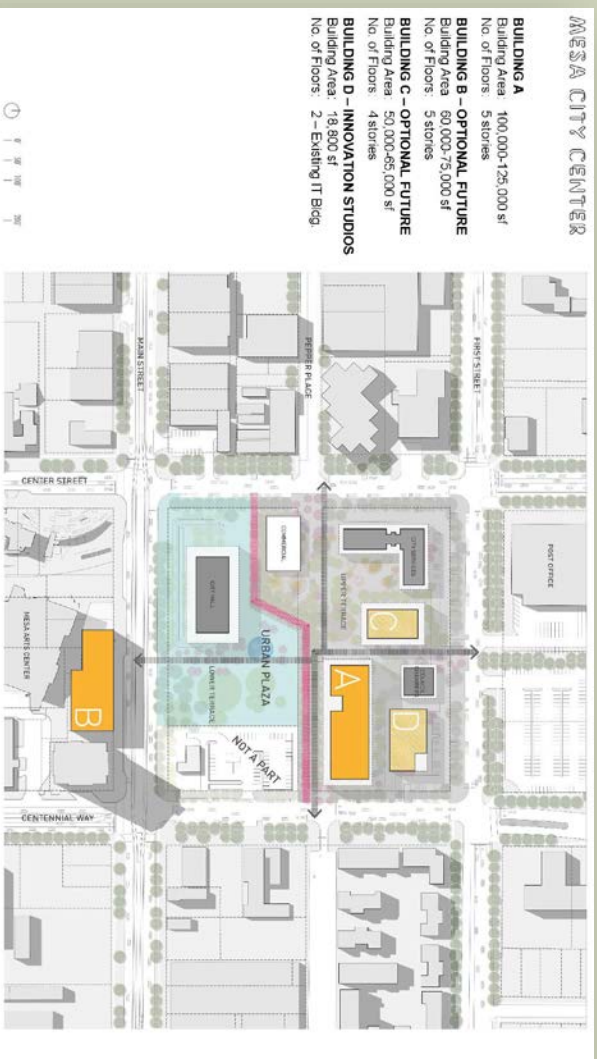 MESA CITY CENTER
BUILDING A
Building Area: 100,000-125,000 sf
No. of Floors: 5 stories
BUILDING B – OPTIONAL FUTURE
Building Area 60,000-75,000 sf
No. of Floors: 5 stories
BUILDING C – OPTIONAL FUTURE
Building Area: 50,000-65,000 sf
No. of Floors: 4 stories
BUILDING D – INNOVATION STUDIOS
Building Area: 18,800 sf
No. of Floors: 2 – Existing IT Bldg.
FIRST STREET
PEPPER PLACE
MAIN STREET
CENTER STREET
CENTENNIAL WAY
POST OFFICE
UPPER TERRACE
COMMERCIAL
CITY HALL
URBAN PLAZA
LOWER TERRACE
NOT A PART
MESA ARTS CENTER
A
B
C
D